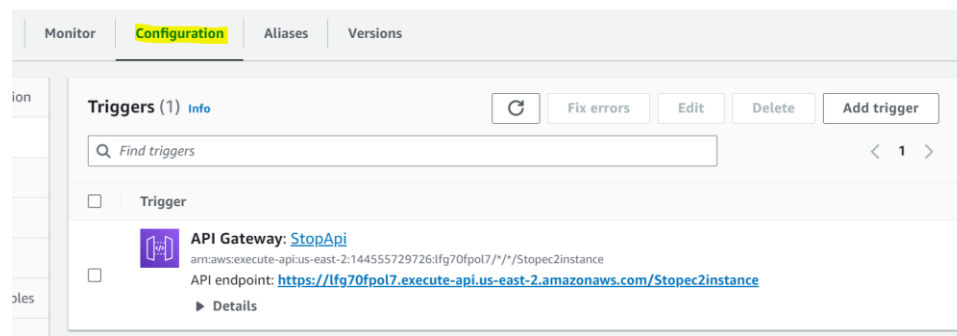 Monitor
Configuration
Aliases
Versions
ion
Triggers (1) Info
Fix errors
Edit
Delete
Add trigger
Find triggers
1
Trigger
API Gateway: StopApi
arn:aws:execute-api:us-east-2:144555729726:lfg70fpol7/*/*/Stopec2instance
API endpoint: https://lfg70fpol7.execute-api.us-east-2.amazonaws.com/Stopec2instance
Details
bles